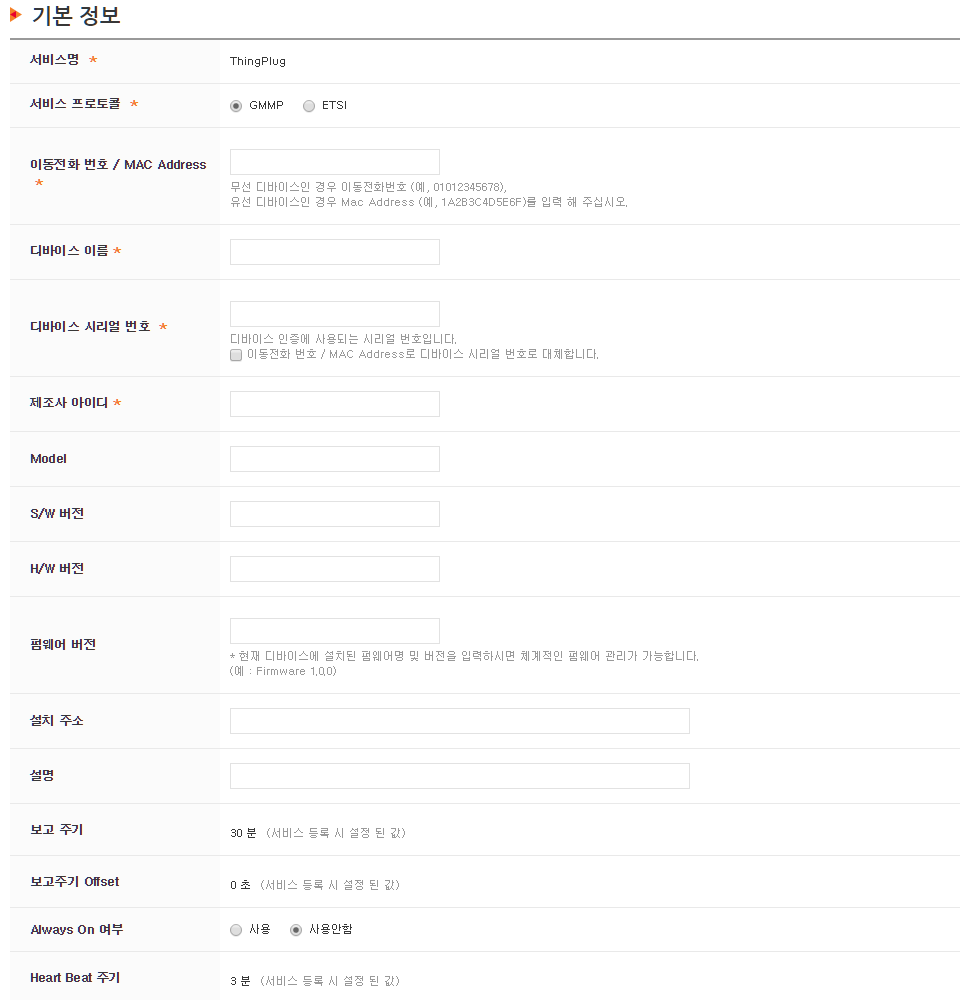 기본 정보
서비스명 *
ThingPlug
서비스 프로토콜 *
GMMP ETSI
이동전화 번호 / MAC Address
*
무선 디바이스인 경우 이동전화번호 (예, 01012345678),
유선 디바이스인 경우 Mac Address (예, 1A2B3C4D5E6F)를 입력 해 주십시오.
디바이스 이름 *
디바이스 시리얼 번호 *
디바이스 인증에 사용되는 시리얼 번호입니다.
이동전화 번호 / MAC Address로 디바이스 시리얼 번호로 대체합니다.
제조사 아이디 *
Model
S/W 버전
H/W 버전
펌웨어 버전
* 현재 디바이스에 설치된 펌웨어명 및 버전을 입력하시면 체계적인 펌웨어 관리가 가능합니다.
(예 : Firmware 1.0.0)
설치 주소
설명
보고 주기
30 분 (서비스 등록 시 설정 된 값)
보고주기 Offset
0 초 (서비스 등록 시 설정 된 값)
Always On 여부
사용 사용안함
Heart Beat 주기
3 분 (서비스 등록 시 설정 된 값)